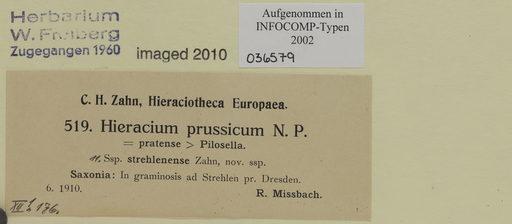 Herbarium
W. Freiberg
Zugegangen 1960
imaged 2010
Aufgenommen in
INFOCOMP-Typen
2002
036579
C. H. Zahn, Hieraciotheca Europaea.
519. Hieracium prussicum N. P.
= pratense > Pilosella.
Ssp. strehlenense Zahn, nov. ssp.
Saxonia: In graminosis ad Strehlen pr. Dresden.
6. 1910.
R. Missbach.
176.